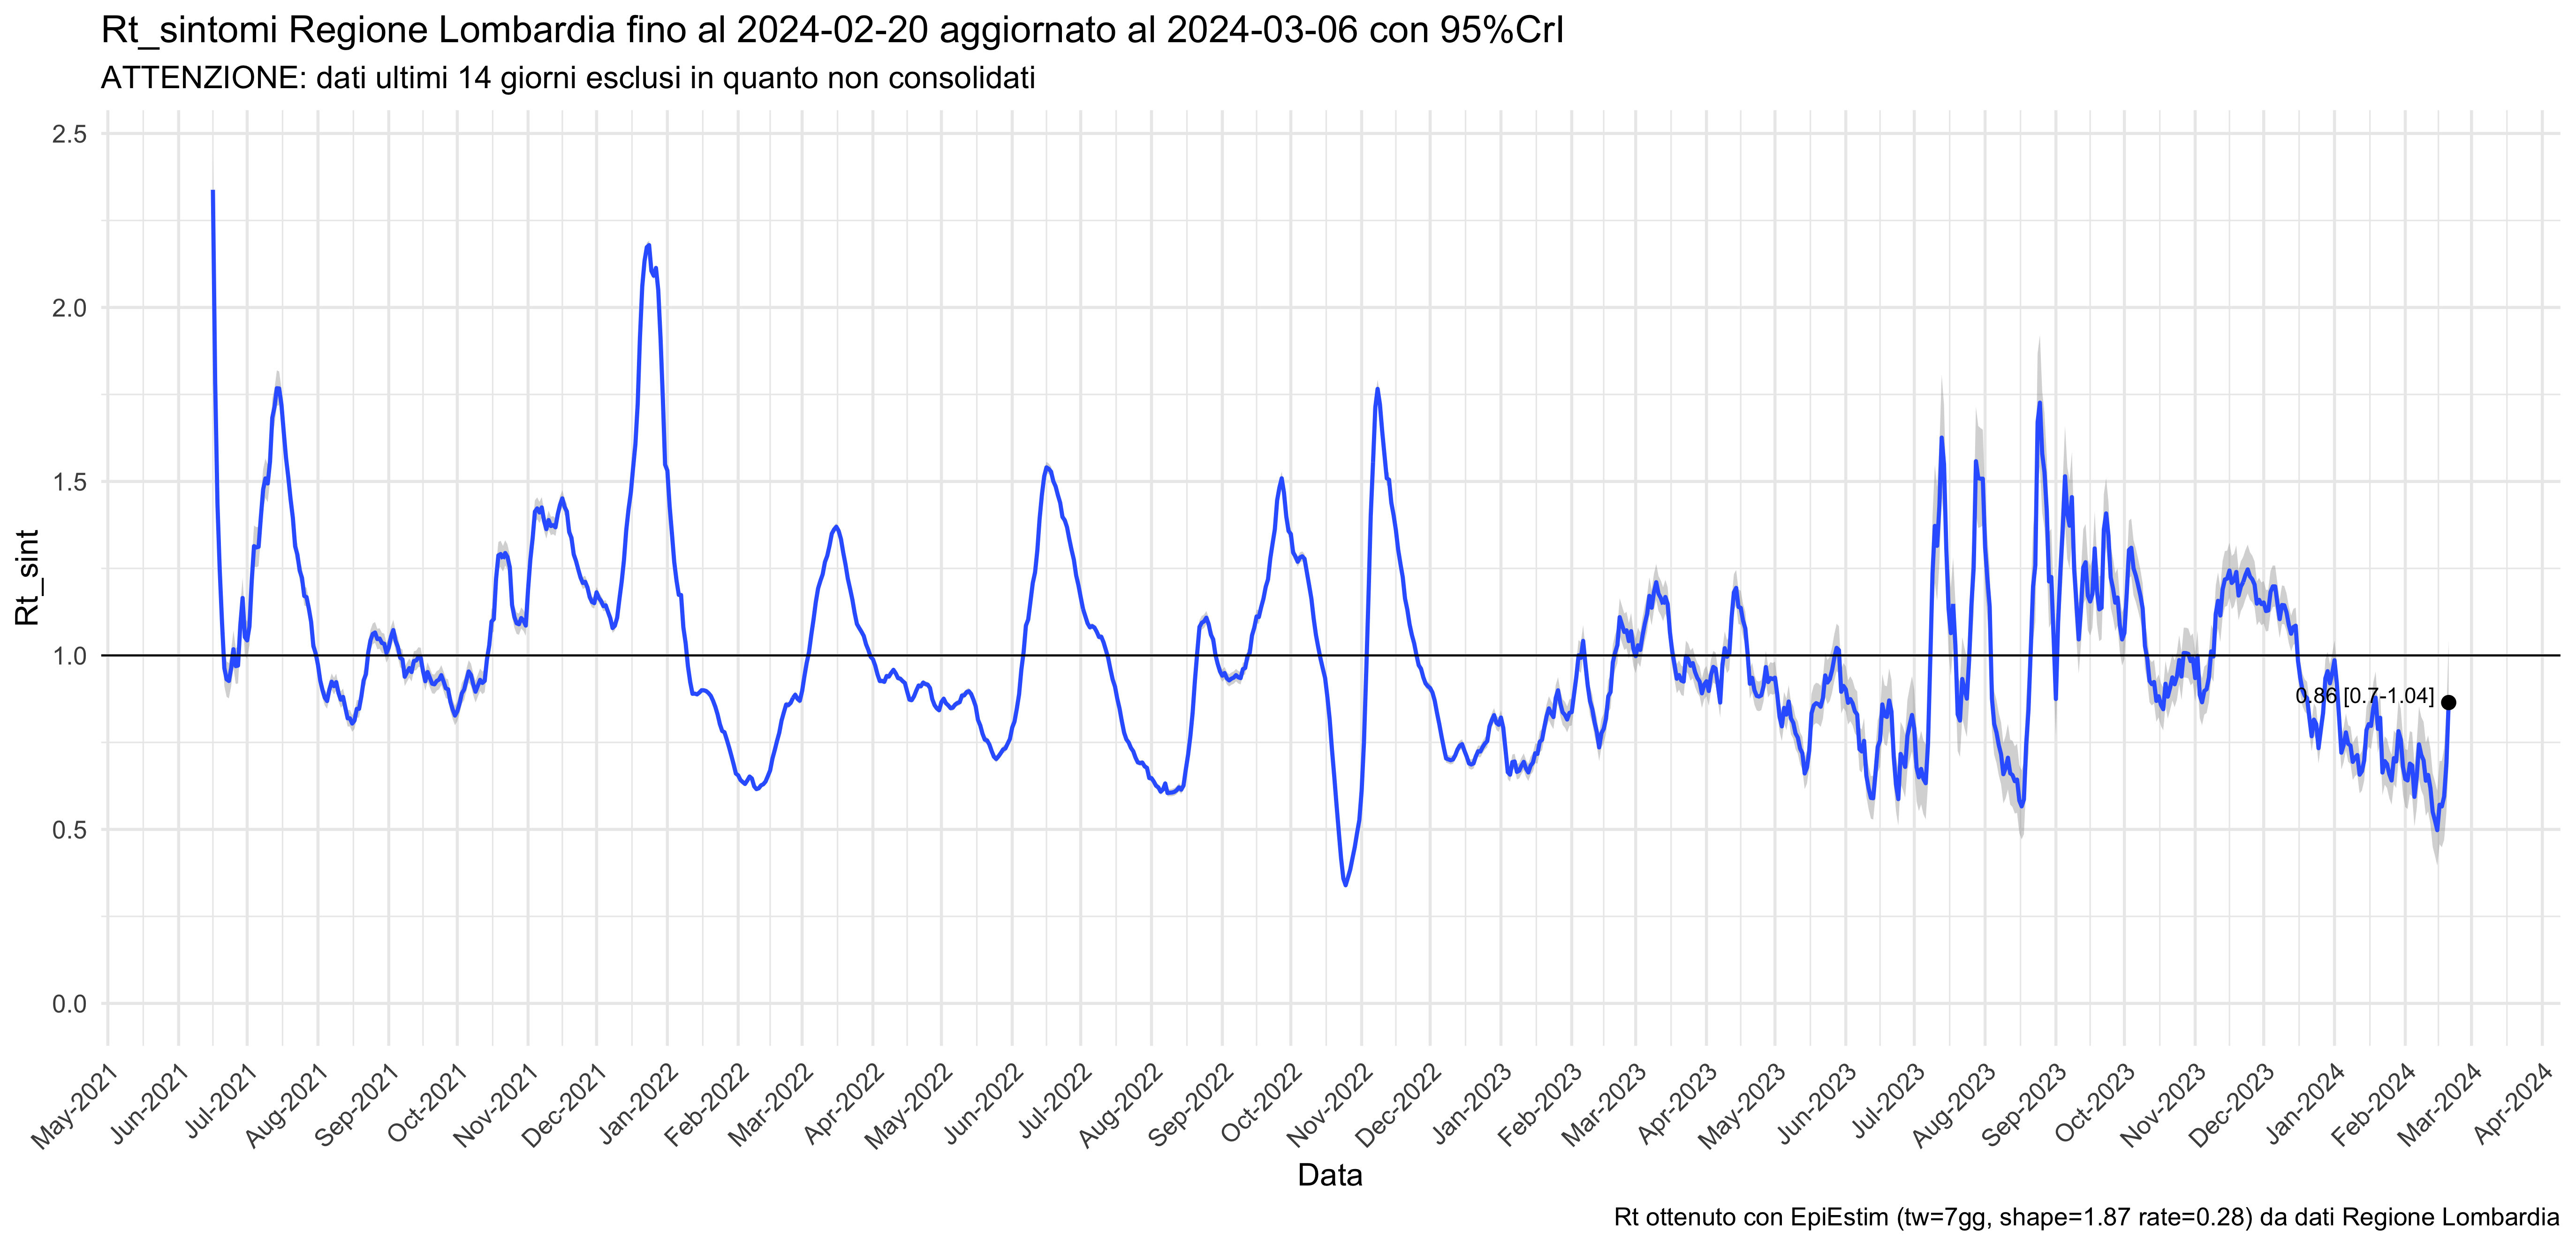 Rt_sintomi Regione Lombardia fino al 2024-02-20 aggiornato al 2024-03-06 con 95%CrI
ATTENZIONE: dati ultimi 14 giorni esclusi in quanto non consolidati
2.5
2.0
1.5
1.0
0.5
0.0
Rt_sint
0.86 [0.7-1.04]
May-2021
Jun-2021
Jul-2021
Aug-2021
Sep-2021
Oct-2021
Nov-2021
Dec-2021
Jan-2022
Feb-2022
Mar-2022
Apr-2022
May-2022
Jun-2022
Jul-2022
Aug-2022
Sep-2022
Oct-2022
Nov-2022
Dec-2022
Jan-2023
Feb-2023
Mar-2023
Apr-2023
May-2023
Jun-2023
Jul-2023
Aug-2023
Sep-2023
Oct-2023
Nov-2023
Dec-2023
Jan-2024
Feb-2024
Mar-2024
Apr-2024
Data
Rt ottenuto con EpiEstim (tw=7gg, shape=1.87 rate=0.28) da dati Regione Lombardia